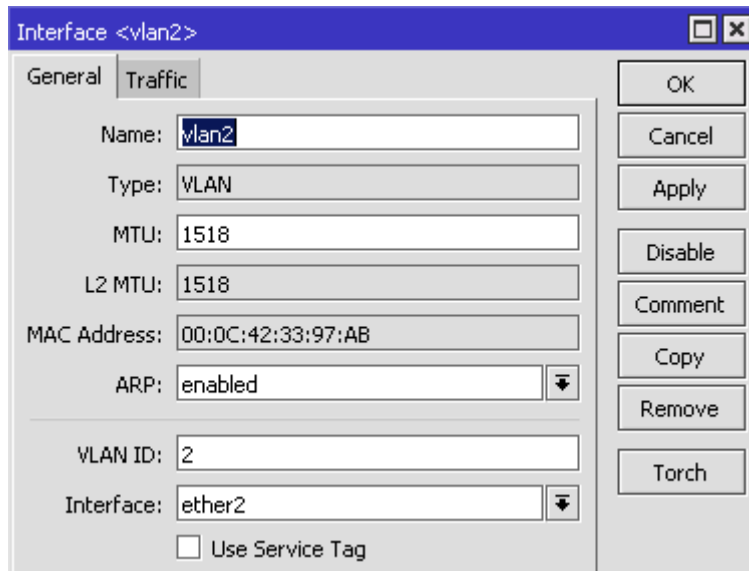 Interface <vlan2>
General Traffic
OK
Name: vlan2
Cancel
Type: VLAN
Apply
MTU: 1518
Disable
L2 MTU: 1518
Comment
MAC Address: 00:0C:42:33:97:AB
Copy
ARP: enabled
Remove
VLAN ID: 2
Torch
Interface: ether2
Use Service Tag